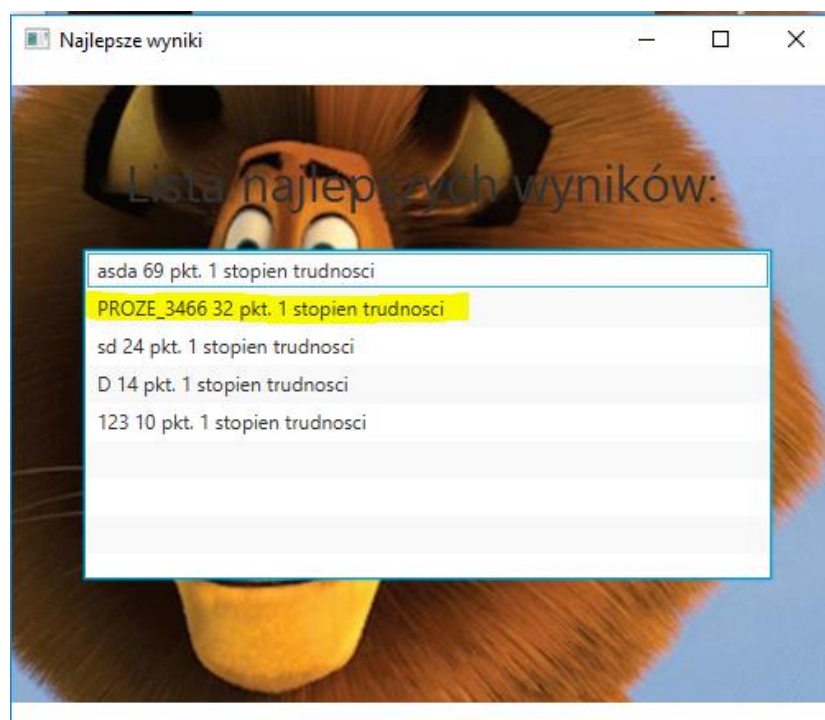 Najlepsze wyniki
Lista najlepszych wyników:
asda 69 pkt. 1 stopien trudnosci
PROZE_3466 32 pkt. 1 stopien trudnosci
sd 24 pkt. 1 stopien trudnosci
D 14 pkt. 1 stopien trudnosci
123 10 pkt. 1 stopien trudnosci